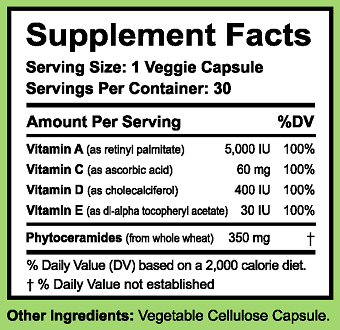 Supplement Facts
Serving Size: 1 Veggie Capsule
Servings Per Container: 30
Amount Per Serving %DV
Vitamin A (as retinyl palmitate) 5,000 IU 100%
Vitamin C (as ascorbic acid) 60 mg 100%
Vitamin D (as cholecalciferol) 400 IU 100%
Vitamin E (as dl-alpha tocopheryl acetate) 30 IU 100%
Phytoceramides (from whole wheat) 350 mg †
% Daily Value (DV) based on a 2,000 calorie diet.
† % Daily Value not established
Other Ingredients: Vegetable Cellulose Capsule.